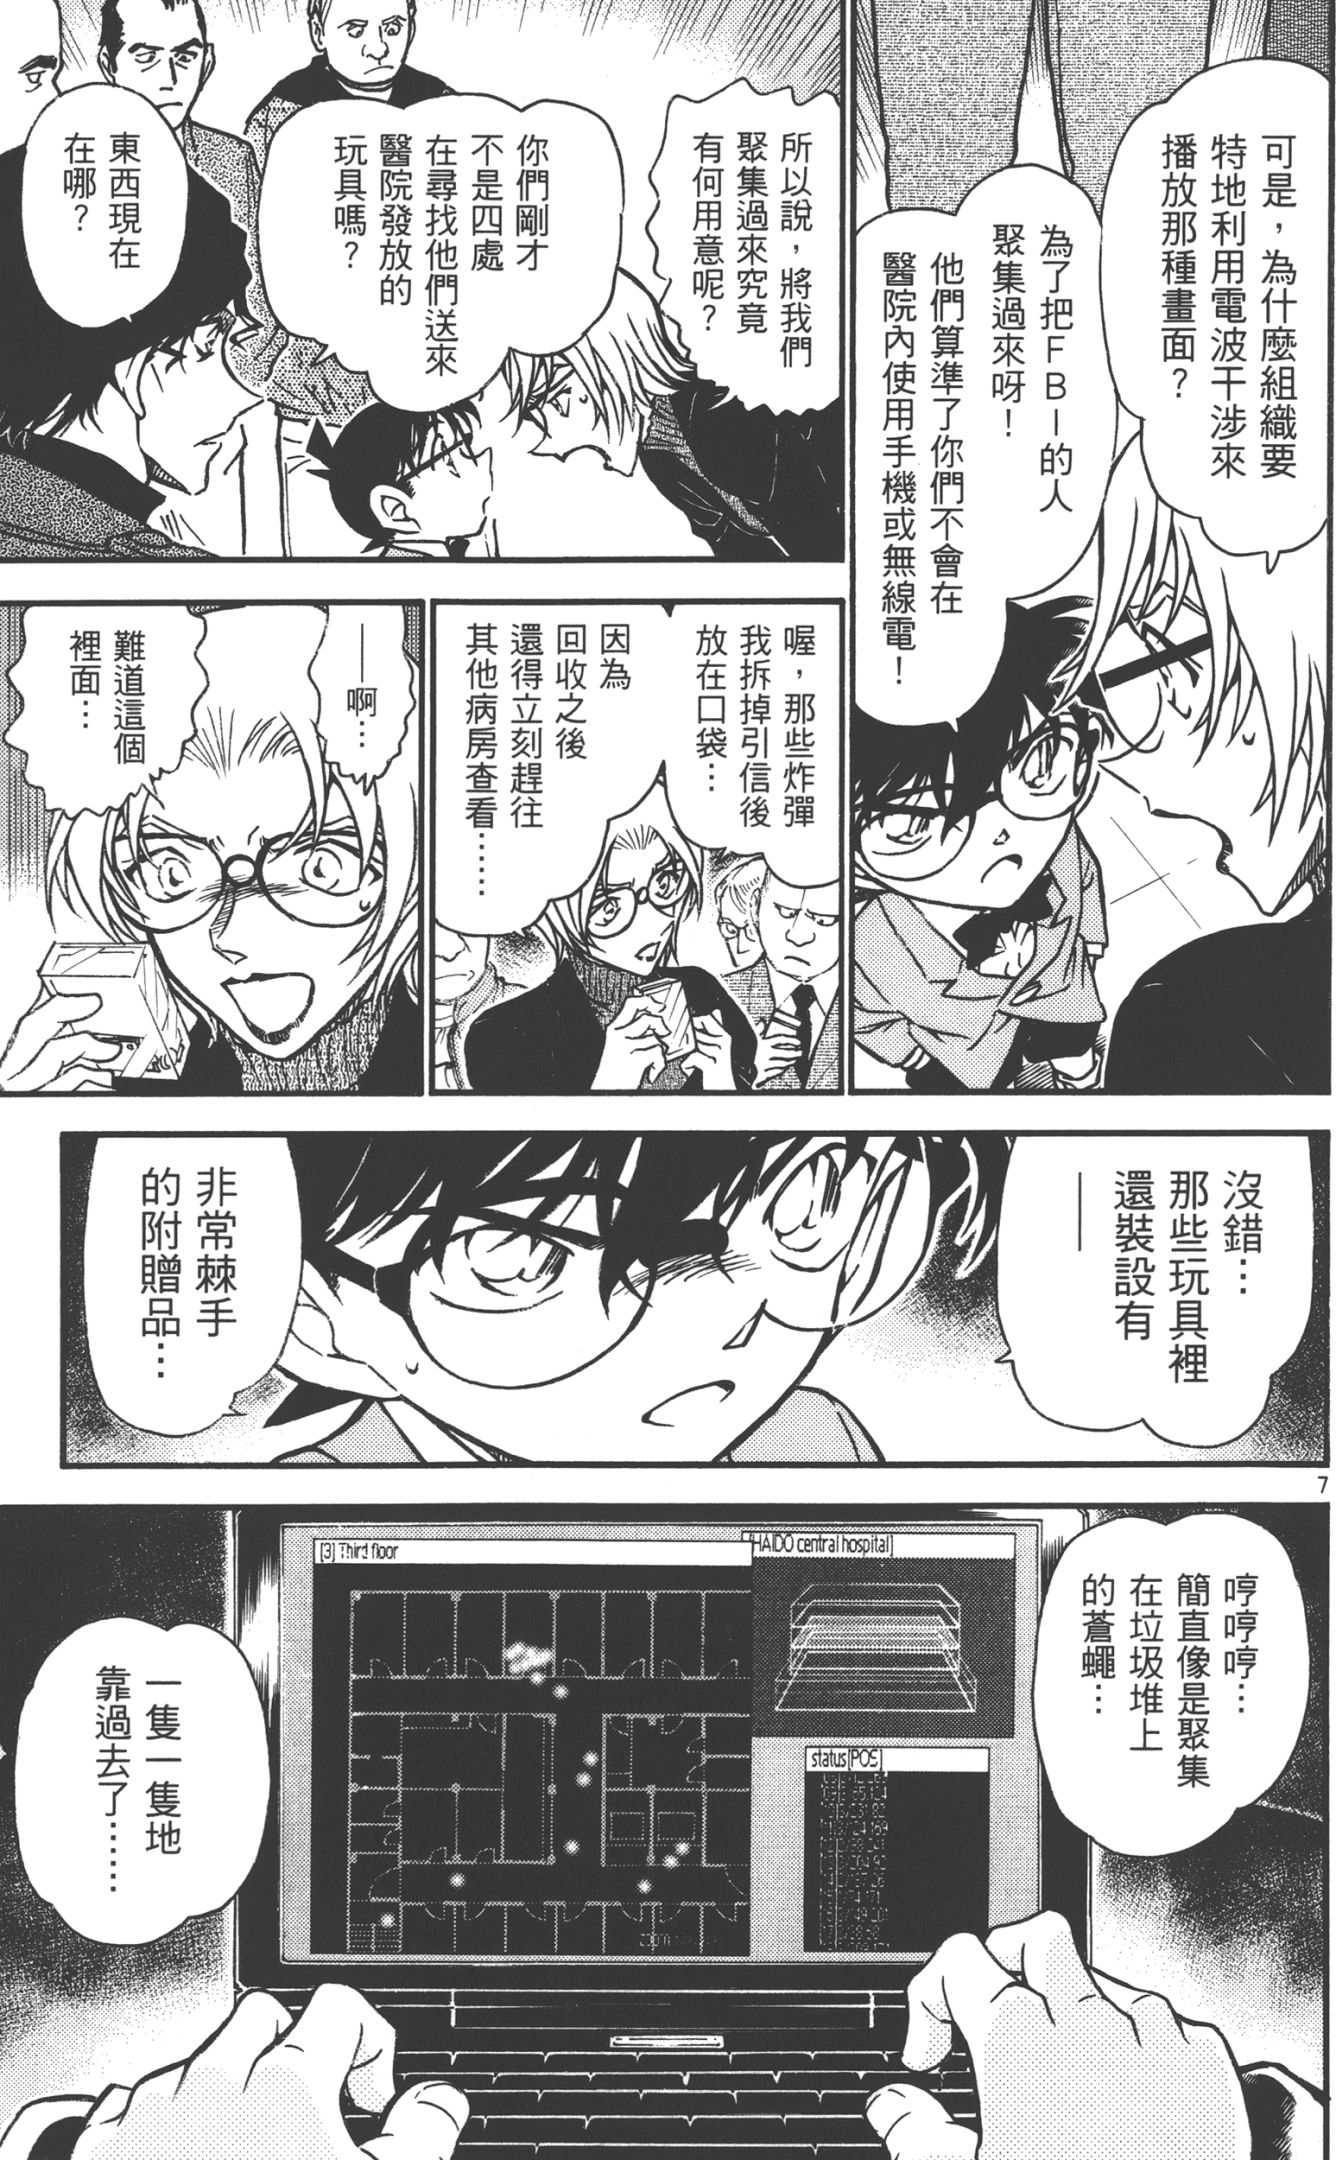 可是，為什麼組織要
特地利用電波干涉來
播放那種畫面？
為了把FBI的人
聚集過來呀！
他們算準了你們不會在
醫院內使用手機或無線電！
所以說，將我們
聚集過來究竟
有何用意呢？
你們剛才
不是四處
在尋找他們送來
醫院發放的
玩具嗎？
東西現在
在哪？
喔，那些炸彈
我拆掉引信後
放在口袋…
因為
回收之後
還得立刻趕往
其他病房查看……
──啊…
難道這個
裡面…
沒錯…
那些玩具裡
還裝設有
──
非常棘手
的附贈品…
7
哼哼哼…
簡直像是聚集
在垃圾堆上
的蒼蠅…
[3] Third floor
[HAIDO central hospital]
status[POS]
一隻一隻地
靠過去了……